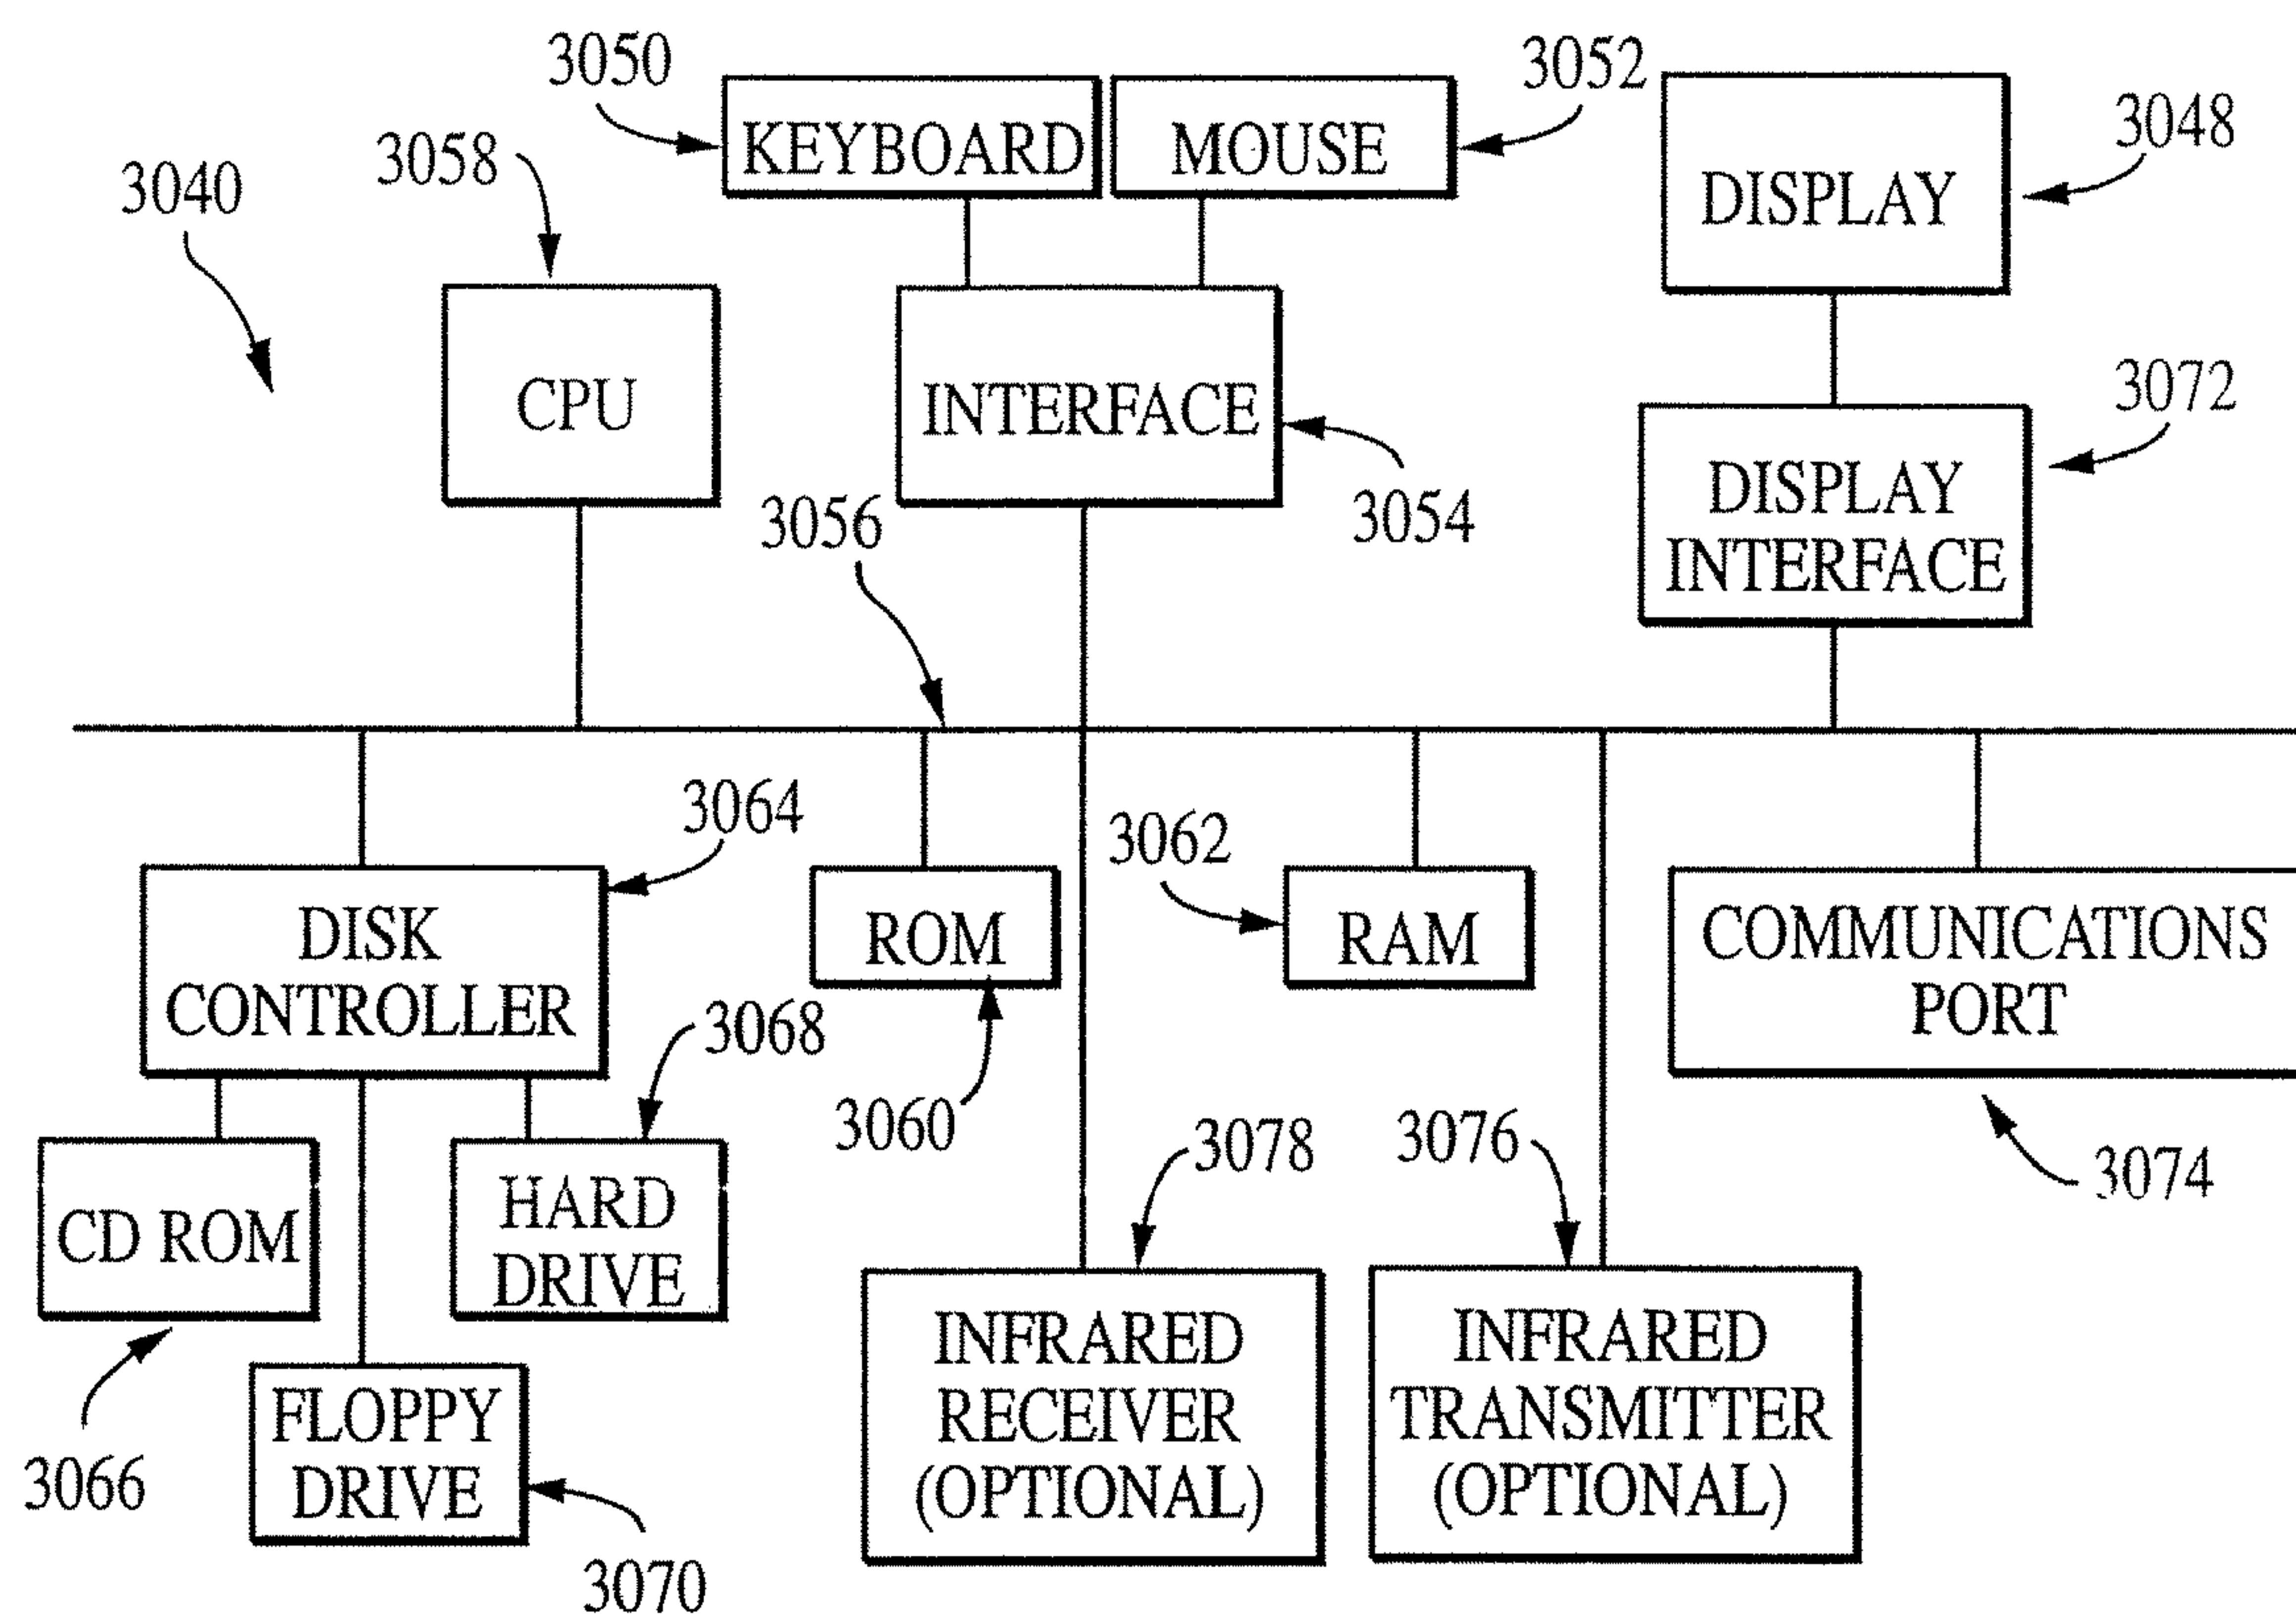 3050
3052
KEYBOARD
MOUSE
3048
3058
3040
DISPLAY
CPU
INTERFACE
3072
DISPLAY
INTERFACE
3056
3054
3064
3062
DISK
CONTROLLER
ROM
RAM
COMMUNICATIONS
PORT
3068
3060
3078
3076
3074
CD ROM
HARD
DRIVE
INFRARED
RECEIVER
(OPTIONAL)
INFRARED
TRANSMITTER
(OPTIONAL)
FLOPPY
DRIVE
3066
3070